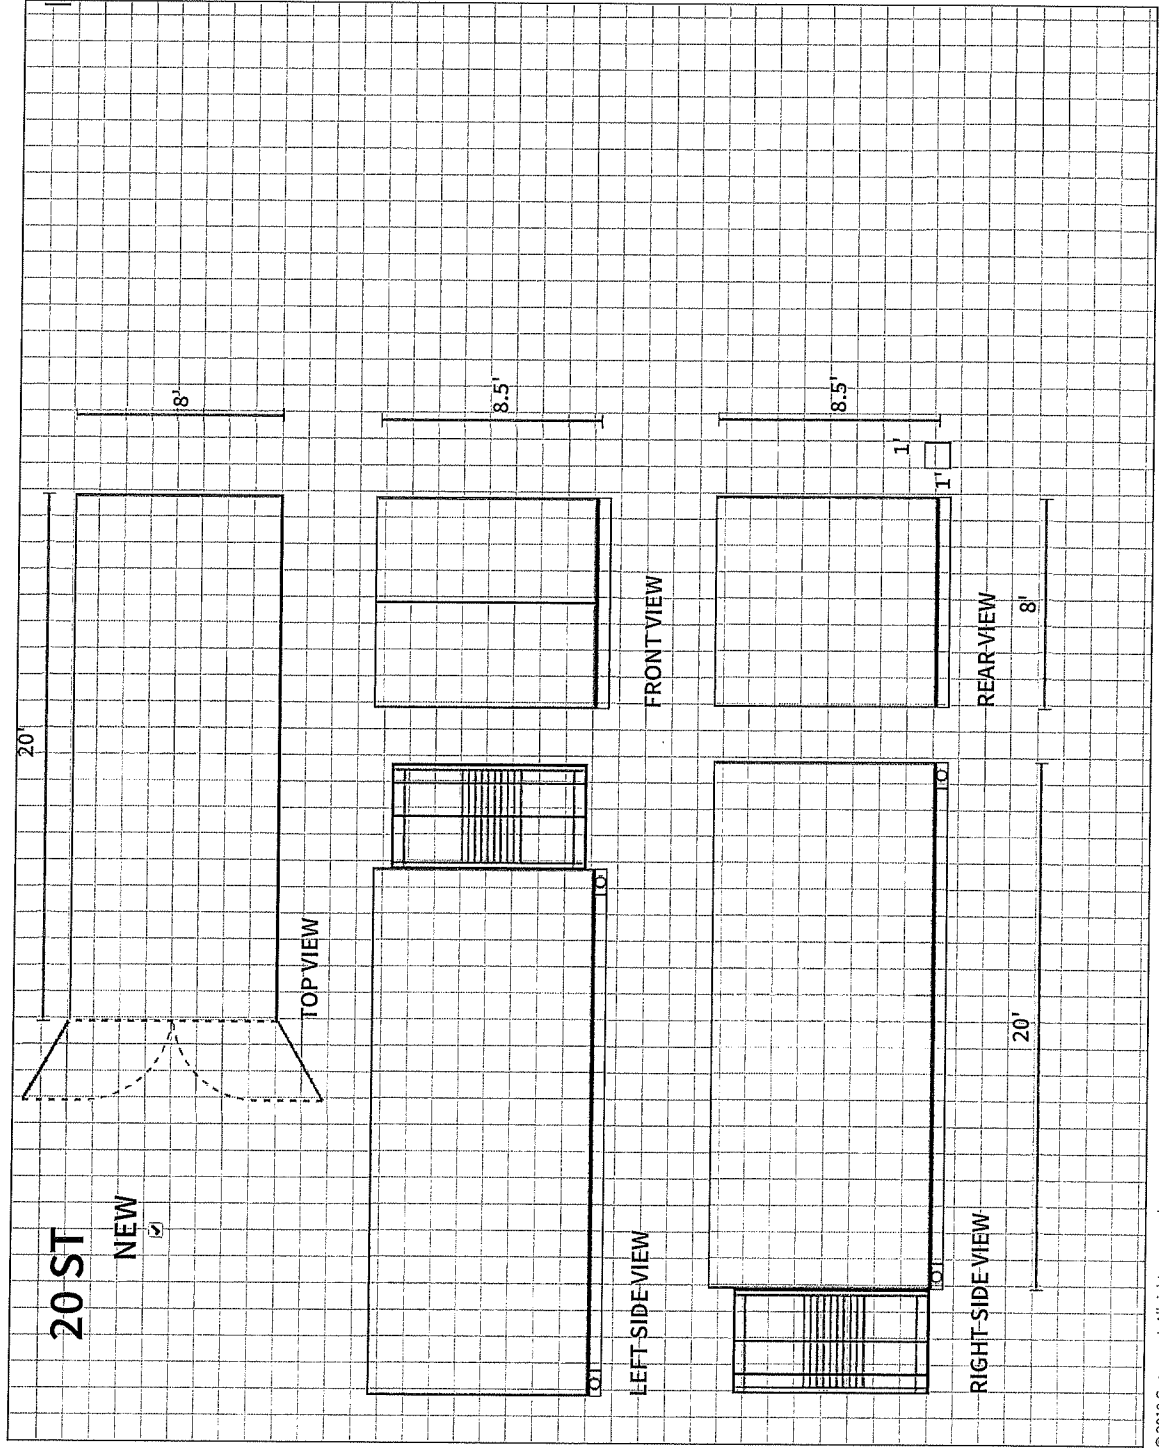 20 ST
NEW
20'
8'
TOP VIEW
8.5'
LEFT SIDE VIEW
FRONT VIEW
8.5'
1'
1'
RIGHT SIDE VIEW
20'
REAR VIEW
8'